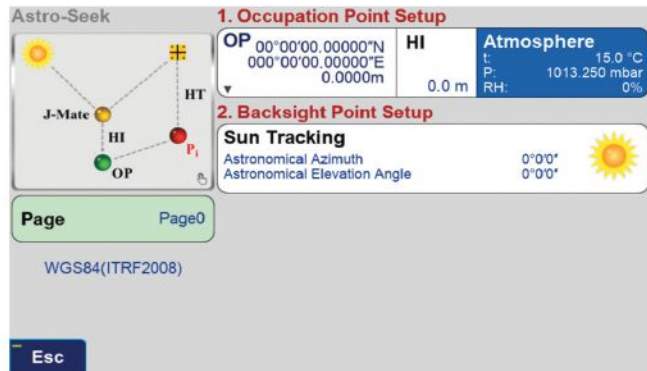 Astro-Seek
J-Mate
HT
HI
OP
P₁
Page Page0
WGS84(ITRF2008)
Esc
1. Occupation Point Setup
OP 00°00'00.00000"N
000°00'00.00000"E
0.0000m
HI
0.0 m
Atmosphere
t: 15.0 °C
P: 1013.250 mbar
RH: 0%
2. Backsight Point Setup
Sun Tracking
Astronomical Azimuth 0°0'0"
Astronomical Elevation Angle 0°0'0"